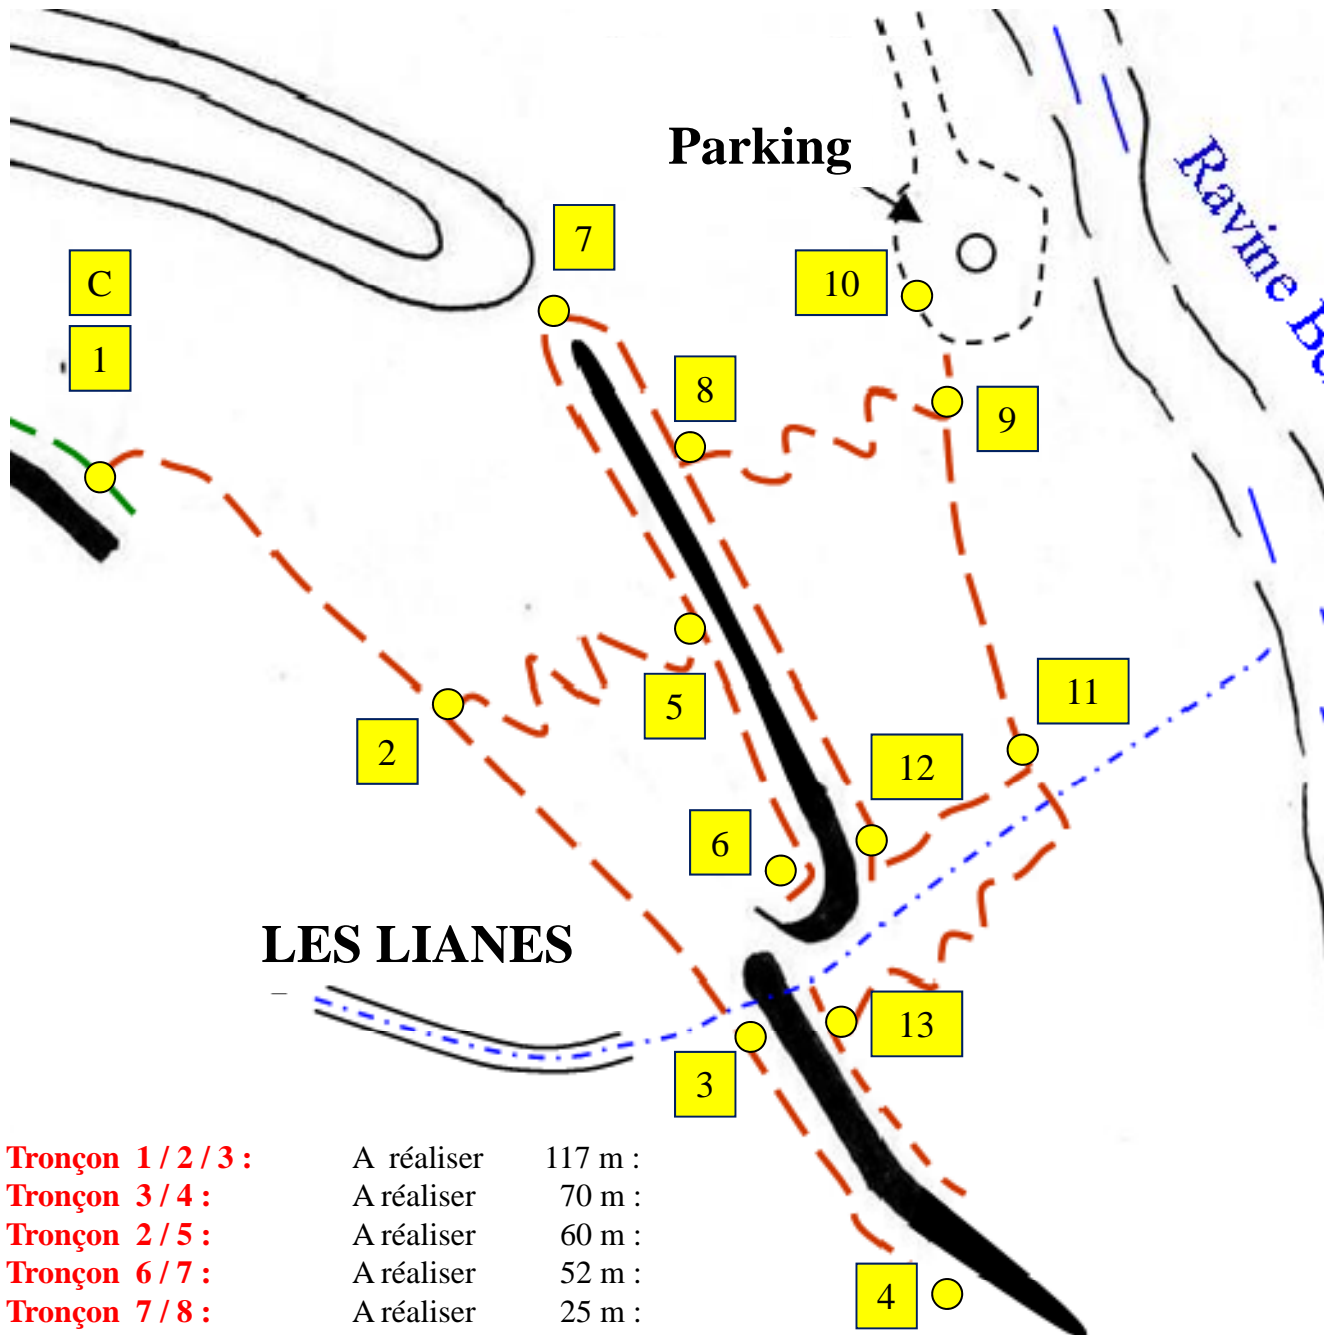 Parking
Ravine
7
C
10
1
8
9
5
11
2
12
6
LES LIANES
13
3
Tronçon 1 / 2 / 3 : A réaliser 117 m :
Tronçon 3 / 4 : A réaliser 70 m :
Tronçon 2 / 5 : A réaliser 60 m :
Tronçon 6 / 7 : A réaliser 52 m :
4
Tronçon 7 / 8 : A réaliser 25 m :